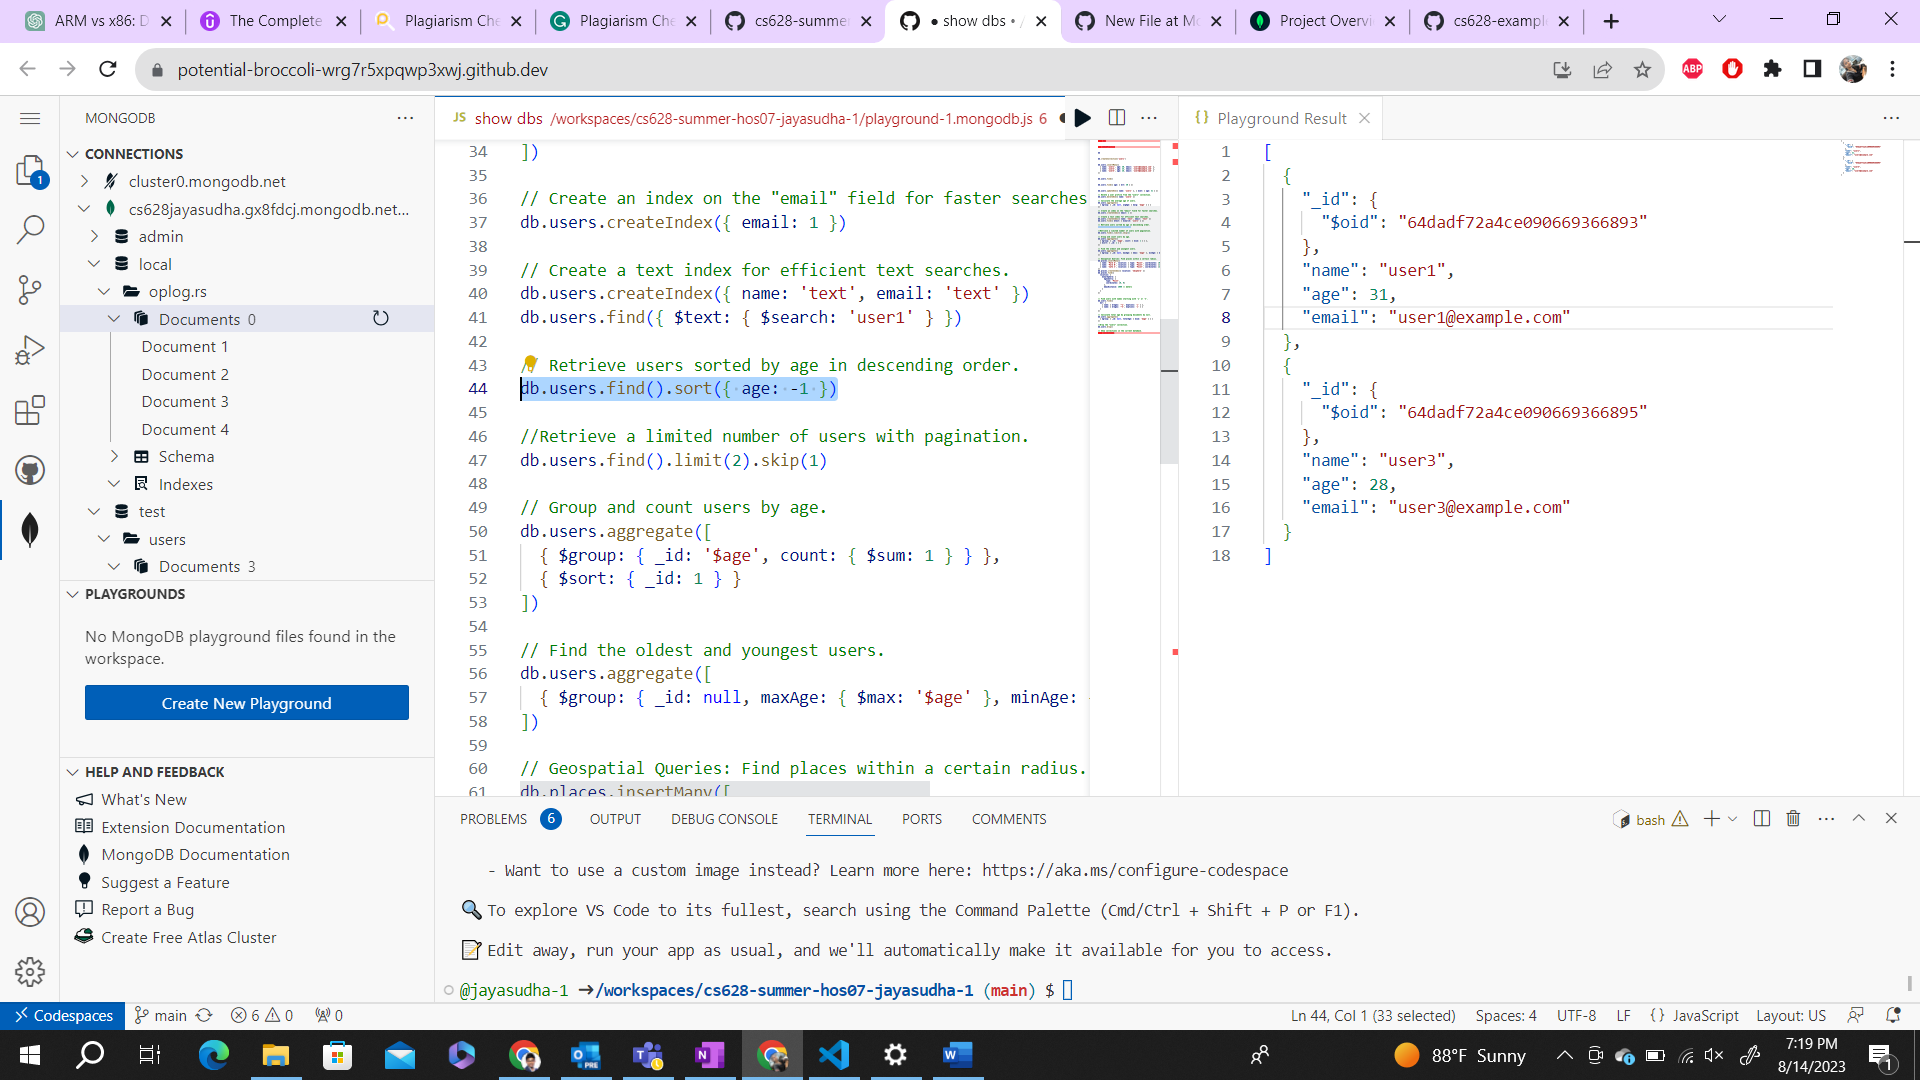 ARM vs x86: D
The Complete
Plagiarism Che
Plagiarism Che
cs628-summer
● show dbs • /
New File at Mo
Project Overvi
cs628-example
potential-broccoli-wrg7r5xpqwp3xwj.github.dev
ABP
1
MONGODB
CONNECTIONS
cluster0.mongodb.net
cs628jayasudha.gx8fdcj.mongodb.net...
admin
local
oplog.rs
Documents 0
Document 1
Document 2
Document 3
Document 4
Schema
Indexes
test
users
Documents 3
PLAYGROUNDS
No MongoDB playground files found in the
workspace.
Create New Playground
HELP AND FEEDBACK
What's New
Extension Documentation
MongoDB Documentation
Suggest a Feature
Report a Bug
Create Free Atlas Cluster
JS show dbs /workspaces/cs628-summer-hos07-jayasudha-1/playground-1.mongodb.js 6 ●
34 ])
35
36 // Create an index on the "email" field for faster searches
37 db.users.createIndex({ email: 1 })
38
39 // Create a text index for efficient text searches.
40 db.users.createIndex({ name: 'text', email: 'text' })
41 db.users.find({ $text: { $search: 'user1' } })
42
43 Retrieve users sorted by age in descending order.
44 db.users.find().sort({ age: -1 })
45
46 //Retrieve a limited number of users with pagination.
47 db.users.find().limit(2).skip(1)
48
49 // Group and count users by age.
50 db.users.aggregate([
51 { $group: { _id: '$age', count: { $sum: 1 } } },
52 { $sort: { _id: 1 } }
53 ])
54
55 // Find the oldest and youngest users.
56 db.users.aggregate([
57 { $group: { _id: null, maxAge: { $max: '$age' }, minAge:
58 ])
59
60 // Geospatial Queries: Find places within a certain radius.
61 db.places.insertMany([
{} Playground Result
1 [
2 {
3 "_id": {
4 "$oid": "64dadf72a4ce090669366893"
5 },
6 "name": "user1",
7 "age": 31,
8 "email": "user1@example.com"
9 },
10 {
11 "_id": {
12 "$oid": "64dadf72a4ce090669366895"
13 },
14 "name": "user3",
15 "age": 28,
16 "email": "user3@example.com"
17 }
18 ]
PROBLEMS 6 OUTPUT DEBUG CONSOLE TERMINAL PORTS COMMENTS
bash
- Want to use a custom image instead? Learn more here: https://aka.ms/configure-codespace
To explore VS Code to its fullest, search using the Command Palette (Cmd/Ctrl + Shift + P or F1).
Edit away, run your app as usual, and we'll automatically make it available for you to access.
@jayasudha-1 →/workspaces/cs628-summer-hos07-jayasudha-1 (main) $
Codespaces main 6 0 0
Ln 44, Col 1 (33 selected) Spaces: 4 UTF-8 LF {} JavaScript Layout: US
88°F Sunny
7:19 PM
8/14/2023
1